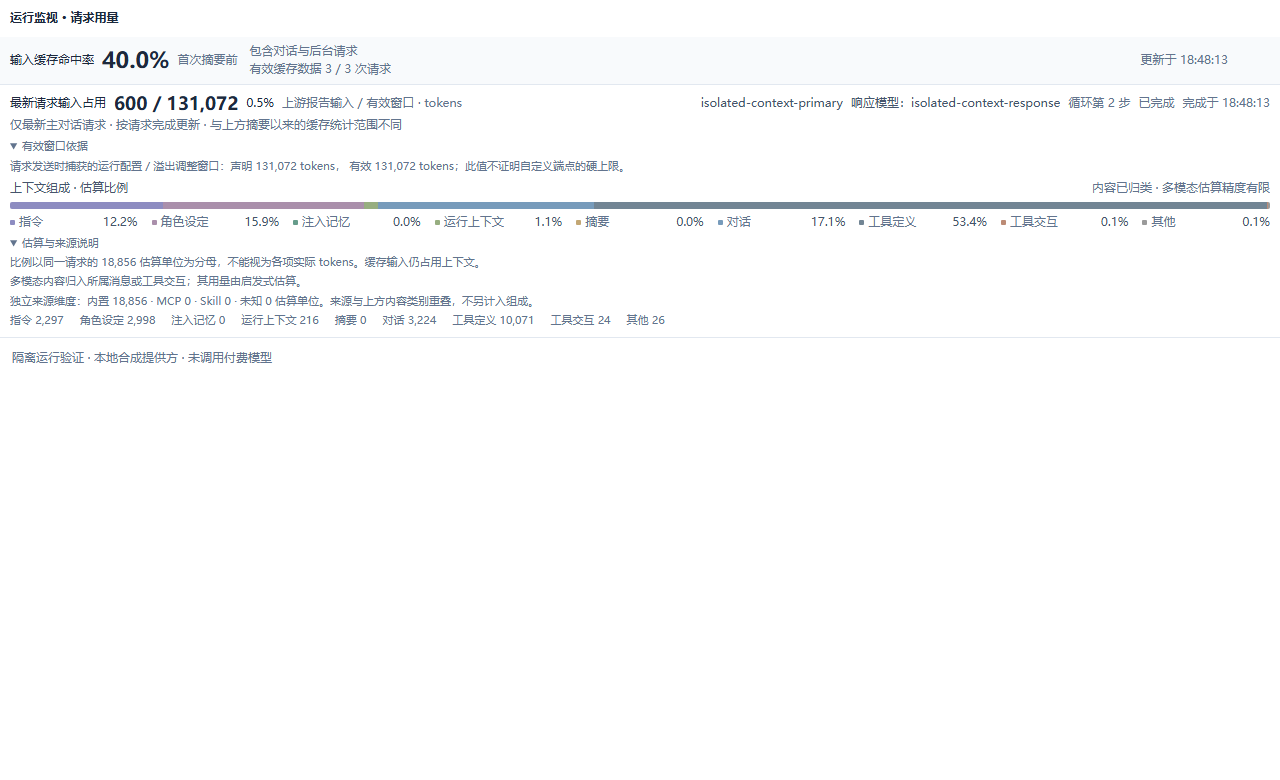 运行监视 · 请求用量
输入缓存命中率 40.0% 首次摘要前 包含对话与后台请求
有效缓存数据 3 / 3 次请求
更新于 18:48:13
最新请求输入占用 600 / 131,072 0.5% 上游报告输入 / 有效窗口 · tokens isolated-context-primary 响应模型：isolated-context-response 循环第 2 步 已完成 完成于 18:48:13
仅最新主对话请求 · 按请求完成更新 · 与上方摘要以来的缓存统计范围不同
▼ 有效窗口依据
请求发送时捕获的运行配置 / 溢出调整窗口：声明 131,072 tokens， 有效 131,072 tokens；此值不证明自定义端点的硬上限。
上下文组成 · 估算比例 内容已归类 · 多模态估算精度有限
指令 12.2% 角色设定 15.9% 注入记忆 0.0% 运行上下文 1.1% 摘要 0.0% 对话 17.1% 工具定义 53.4% 工具交互 0.1% 其他 0.1%
▼ 估算与来源说明
比例以同一请求的 18,856 估算单位为分母，不能视为各项实际 tokens。缓存输入仍占用上下文。
多模态内容归入所属消息或工具交互；其用量由启发式估算。
独立来源维度：内置 18,856 · MCP 0 · Skill 0 · 未知 0 估算单位。来源与上方内容类别重叠，不另计入组成。
指令 2,297 角色设定 2,998 注入记忆 0 运行上下文 216 摘要 0 对话 3,224 工具定义 10,071 工具交互 24 其他 26
隔离运行验证 · 本地合成提供方 · 未调用付费模型